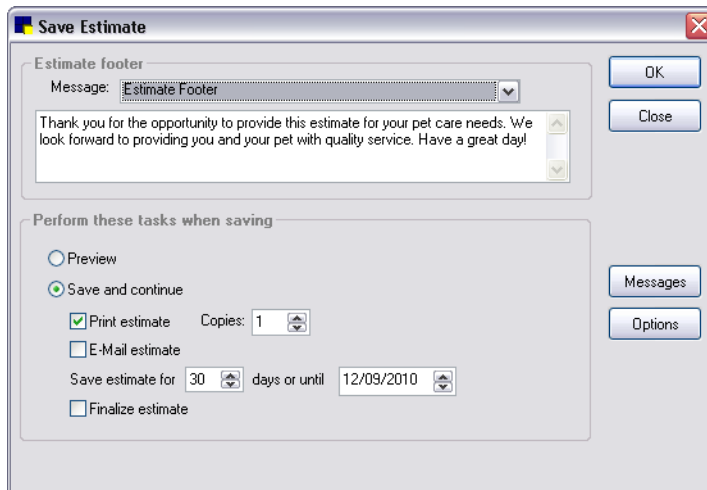 Save Estimate
Estimate footer
Message: Estimate Footer
Thank you for the opportunity to provide this estimate for your pet care needs. We
look forward to providing you and your pet with quality service. Have a great day!
OK
Close
Perform these tasks when saving
Preview
Save and continue
Print estimate Copies: 1
E-Mail estimate
Save estimate for 30 days or until 12/09/2010
Finalize estimate
Messages
Options